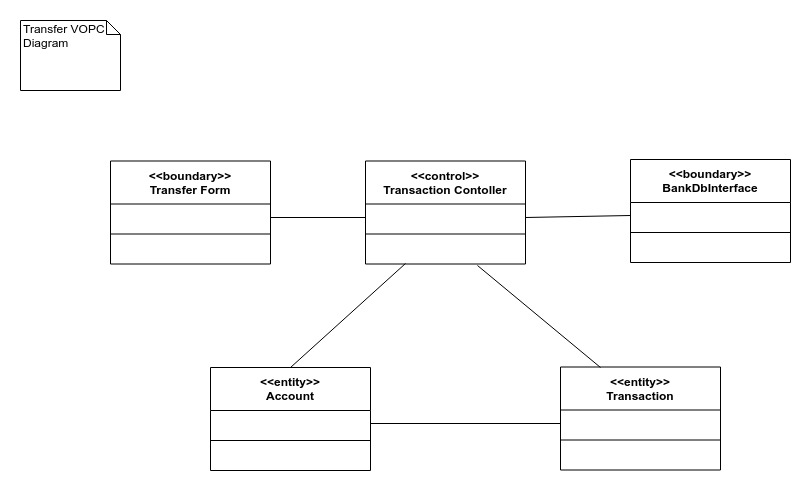 Transfer VOPC
Diagram
<<boundary>>
Transfer Form
<<control>>
Transaction Contoller
<<boundary>>
BankDbInterface
<<entity>>
Account
<<entity>>
Transaction